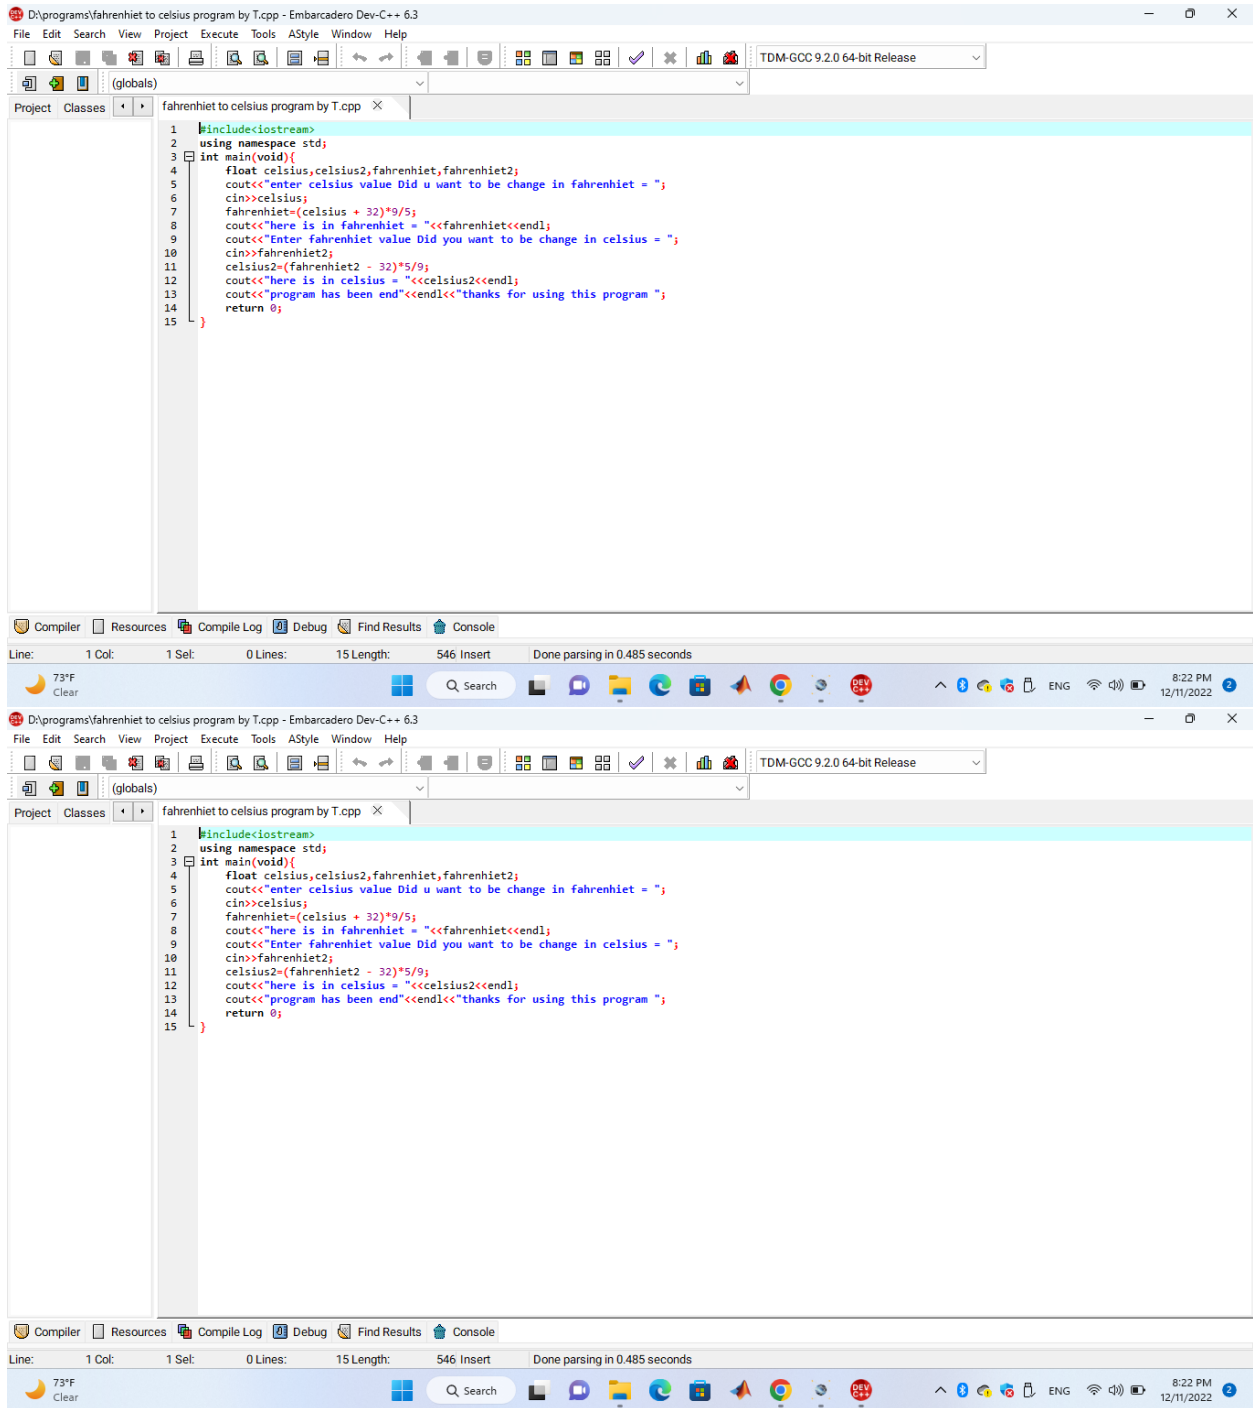 D:\programs\fahrenhiet to celsius program by T.cpp - Embarcadero Dev-C++ 6.3
File Edit Search View Project Execute Tools AStyle Window Help
TDM-GCC 9.2.0 64-bit Release
(globals)
Project Classes fahrenhiet to celsius program by T.cpp
1 #include<iostream>
2 using namespace std;
3 int main(void){
4 float celsius,celsius2,fahrenhiet,fahrenhiet2;
5 cout<<"enter celsius value Did u want to be change in fahrenhiet = ";
6 cin>>celsius;
7 fahrenhiet=(celsius + 32)*9/5;
8 cout<<"here is in fahrenhiet = "<<fahrenhiet<<endl;
9 cout<<"Enter fahrenhiet value Did you want to be change in celsius = ";
10 cin>>fahrenhiet2;
11 celsius2=(fahrenhiet2 - 32)*5/9;
12 cout<<"here is in celsius = "<<celsius2<<endl;
13 cout<<"program has been end"<<endl<<"thanks for using this program ";
14 return 0;
15 }
Compiler Resources Compile Log Debug Find Results Console
Line: 1 Col: 1 Sel: 0 Lines: 15 Length: 546 Insert Done parsing in 0.485 seconds
73°F
Clear
Search
DEV C++
ENG
8:22 PM
12/11/2022
2
D:\programs\fahrenhiet to celsius program by T.cpp - Embarcadero Dev-C++ 6.3
File Edit Search View Project Execute Tools AStyle Window Help
TDM-GCC 9.2.0 64-bit Release
(globals)
Project Classes fahrenhiet to celsius program by T.cpp
1 #include<iostream>
2 using namespace std;
3 int main(void){
4 float celsius,celsius2,fahrenhiet,fahrenhiet2;
5 cout<<"enter celsius value Did u want to be change in fahrenhiet = ";
6 cin>>celsius;
7 fahrenhiet=(celsius + 32)*9/5;
8 cout<<"here is in fahrenhiet = "<<fahrenhiet<<endl;
9 cout<<"Enter fahrenhiet value Did you want to be change in celsius = ";
10 cin>>fahrenhiet2;
11 celsius2=(fahrenhiet2 - 32)*5/9;
12 cout<<"here is in celsius = "<<celsius2<<endl;
13 cout<<"program has been end"<<endl<<"thanks for using this program ";
14 return 0;
15 }
Compiler Resources Compile Log Debug Find Results Console
Line: 1 Col: 1 Sel: 0 Lines: 15 Length: 546 Insert Done parsing in 0.485 seconds
73°F
Clear
Search
DEV C++
ENG
8:22 PM
12/11/2022
2